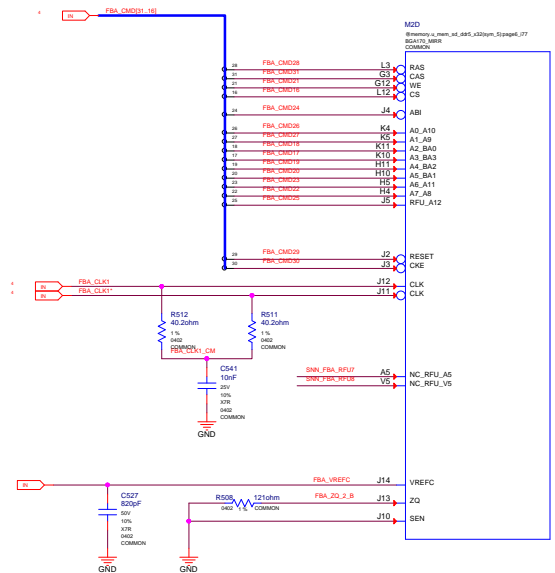 4 IN FBA_CMD[31..16]
M2D
@memory.u_mem_sd_ddr5_x32(sym_5):page6_i77
BGA170_MIRR
COMMON
29 FBA_CMD28 L3 RAS
31 FBA_CMD31 G3 CAS
21 FBA_CMD21 G12 WE
16 FBA_CMD16 L12 CS
24 FBA_CMD24 J4 ABI
26 FBA_CMD26 K4 A0_A10
27 FBA_CMD27 K5 A1_A9
18 FBA_CMD18 K11 A2_BA0
17 FBA_CMD17 K10 A3_BA3
19 FBA_CMD19 H11 A4_BA2
20 FBA_CMD20 H10 A5_BA1
23 FBA_CMD23 H5 A6_A11
22 FBA_CMD22 H4 A7_A8
25 FBA_CMD25 J5 RFU_A12
29 FBA_CMD29 J2 RESET
30 FBA_CMD30 J3 CKE
4 IN FBA_CLK1 J12 CLK
4 IN FBA_CLK1* J11 CLK
R512
40.2ohm
1 %
0402
COMMON
R511
40.2ohm
1 %
0402
COMMON
FBA_CLK1_CM
C541
10nF
25V
10%
X7R
0402
COMMON
GND
SNN_FBA_RFU7 A5 NC_RFU_A5
SNN_FBA_RFU8 V5 NC_RFU_V5
IN FBA_VREFC J14 VREFC
C527
820pF
50V
10%
X7R
0402
COMMON
GND
R508 121ohm FBA_ZQ_2_B J13 ZQ
0402 1 % COMMON
J10 SEN
GND